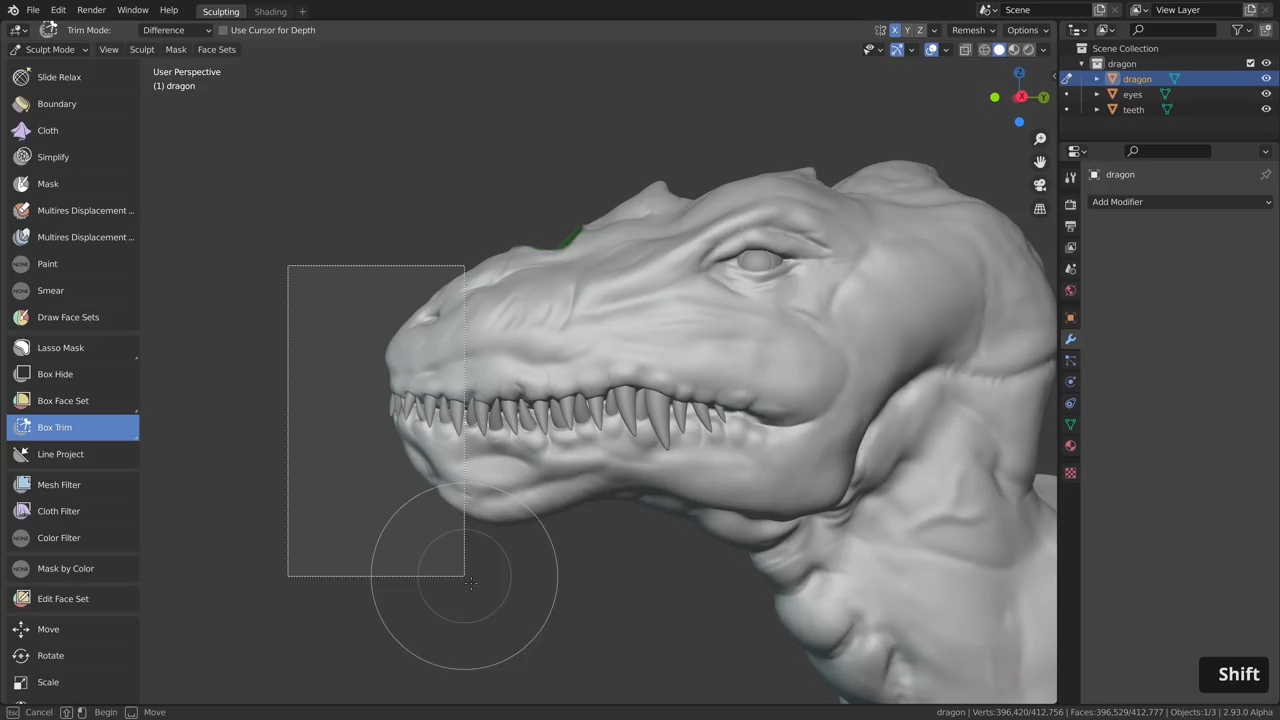 File Edit Render Window Help Sculpting Shading + Scene View Layer
Trim Mode: Difference Use Cursor for Depth X Y Z Remesh Options
Sculpt Mode View Sculpt Mask Face Sets
Scene Collection
dragon
dragon
eyes
teeth
User Perspective
(1) dragon
Z
X
Y
dragon
Add Modifier
Slide Relax
Boundary
Cloth
Simplify
Mask
Multires Displacement ...
Multires Displacement ...
NONE Paint
NONE Smear
Draw Face Sets
Lasso Mask
Box Hide
Box Face Set
Box Trim
Line Project
Mesh Filter
Cloth Filter
NONE Color Filter
NONE Mask by Color
Edit Face Set
Move
Rotate
Scale
Shift
Esc Cancel Begin Move dragon | Verts:396,420/412,756 | Faces:396,529/412,777 | Objects:1/3 | 2.93.0 Alpha